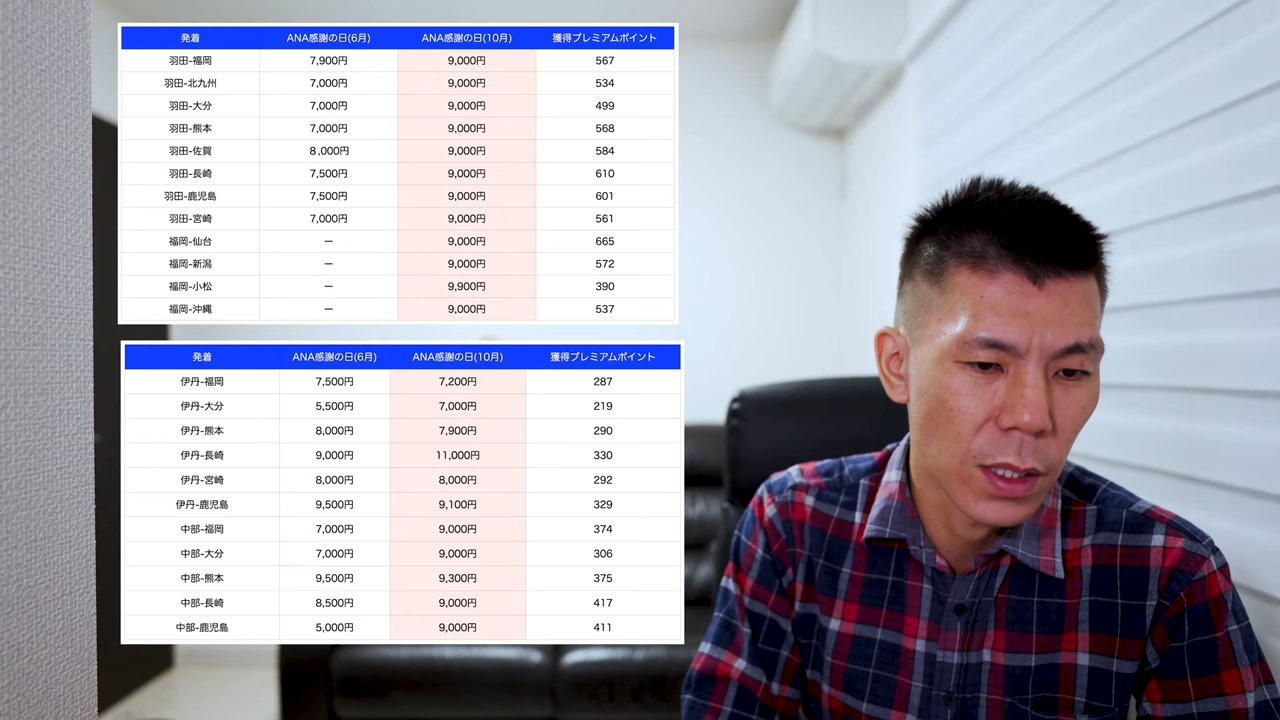 発着 ANA感謝の日(6月) ANA感謝の日(10月) 獲得プレミアムポイント
羽田-福岡 7,900円 9,000円 567
羽田-北九州 7,000円 9,000円 534
羽田-大分 7,000円 9,000円 499
羽田-熊本 7,000円 9,000円 568
羽田-佐賀 8,000円 9,000円 584
羽田-長崎 7,500円 9,000円 610
羽田-鹿児島 7,500円 9,000円 601
羽田-宮崎 7,000円 9,000円 561
福岡-仙台 ー 9,000円 665
福岡-新潟 ー 9,000円 572
福岡-小松 ー 9,900円 390
福岡-沖縄 ー 9,000円 537
発着 ANA感謝の日(6月) ANA感謝の日(10月) 獲得プレミアムポイント
伊丹-福岡 7,500円 7,200円 287
伊丹-大分 5,500円 7,000円 219
伊丹-熊本 8,000円 7,900円 290
伊丹-長崎 9,000円 11,000円 330
伊丹-宮崎 8,000円 8,000円 292
伊丹-鹿児島 9,500円 9,100円 329
中部-福岡 7,000円 9,000円 374
中部-大分 7,000円 9,000円 306
中部-熊本 9,500円 9,300円 375
中部-長崎 8,500円 9,000円 417
中部-鹿児島 5,000円 9,000円 411